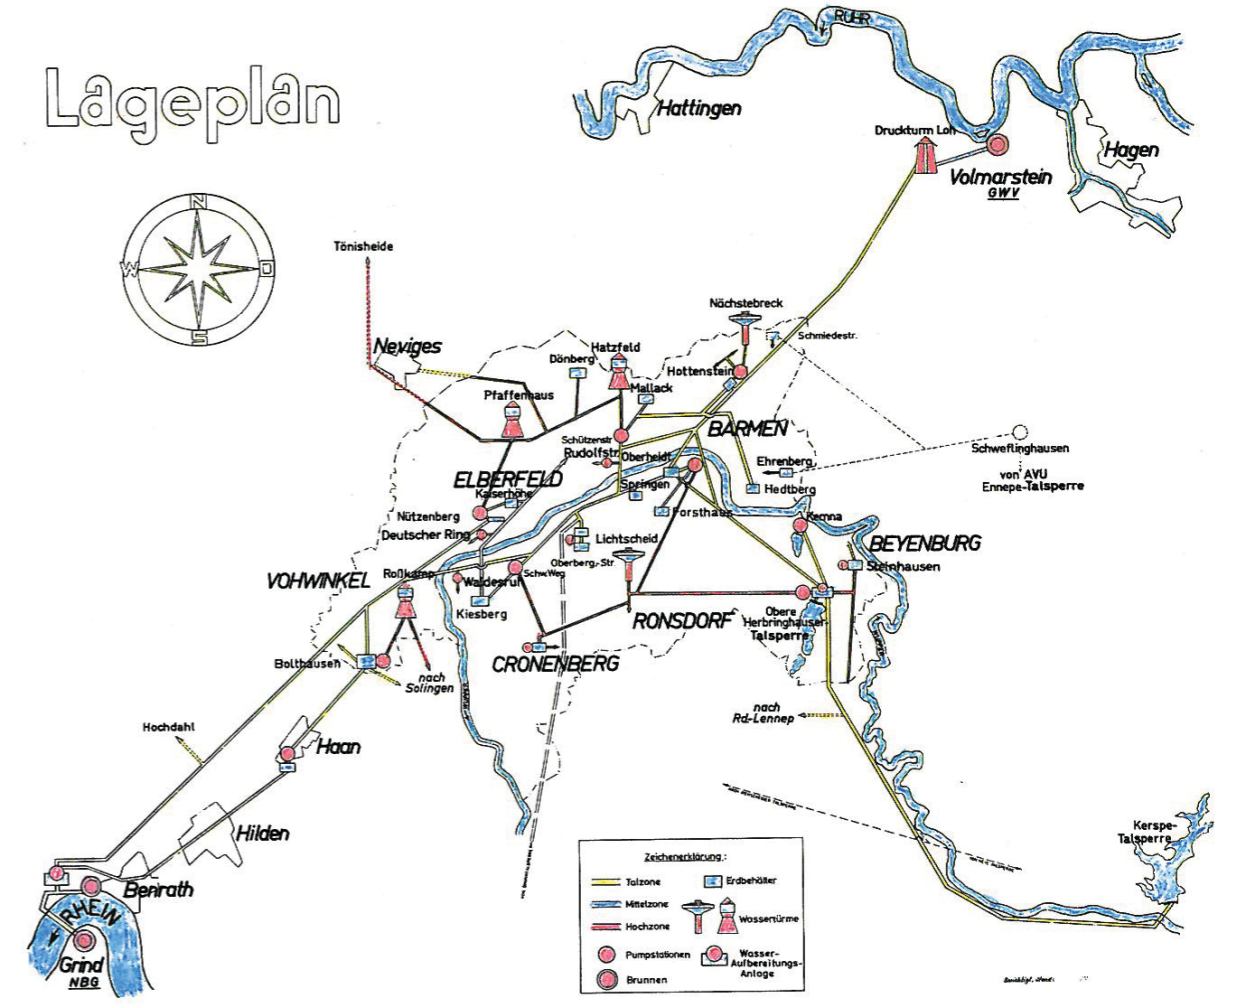 Lageplan
N
W
O
S
RUHR
Hattingen
Hagen
Druckturm Loh
Volmarstein
GWV
Tönisheide
Neviges
Nächstebreck
Schmiedestr.
Hatzfeld
Dönberg
Hottenstein
Mallack
Pfaffenhaus
BARMEN
Schützenstr.
Rudolfstr.
Oberheidt
Schweflinghausen
von AVU
Ennepe-Talsperre
Ehrenberg
Hedtberg
ELBERFELD
Kaiserhöhe
Springen
Forsthaus
Nützenberg
Deutscher Ring
Kemna
BEYENBURG
Steinhausen
Lichtscheid
Oberberg.-Str.
VOHWINKEL
Roßkamp
Waldesruh
Schw.Weg
Kiesberg
RONSDORF
Obere
Herbringhauser-
Talsperre
CRONENBERG
Bolthausen
nach
Solingen
nach
Rd.-Lennep
Hochdahl
Haan
Hilden
Benrath
RHEIN
Grind
NBG
Kerspe-
Talsperre
Zeichenerklärung:
Talzone
Erdbehälter
Mittelzone
Wassertürme
Hochzone
Pumpstationen
Wasser-
Aufbereitungs-
Anlage
Brunnen